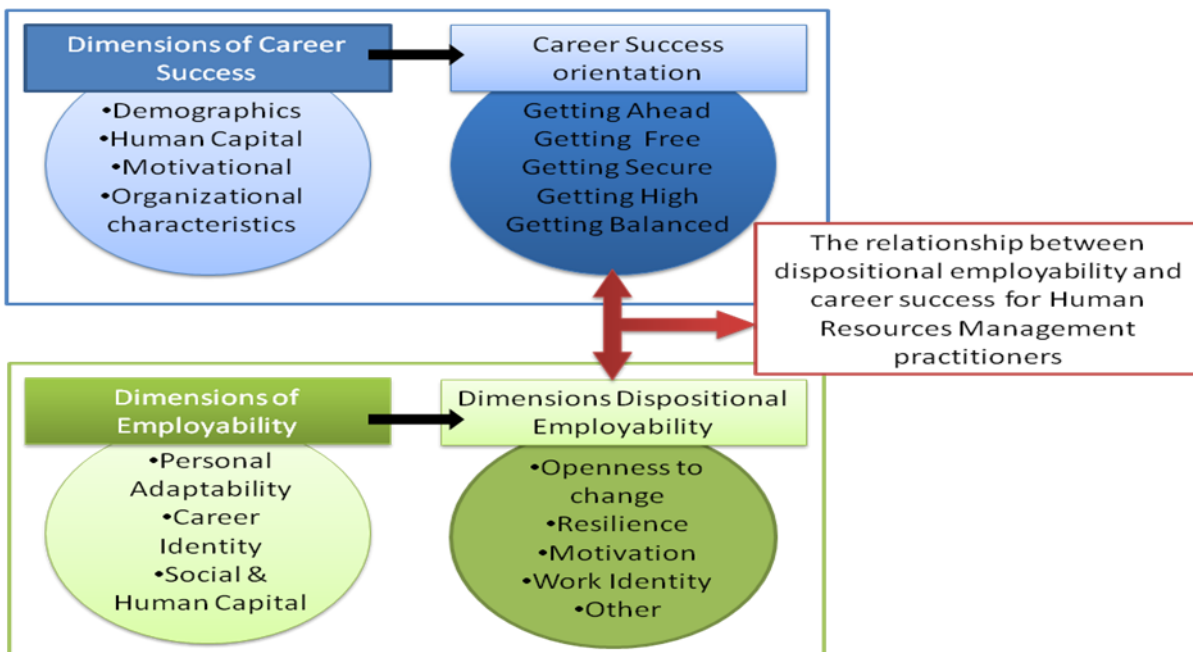 Dimensions of Career
Success
•Demographics
•Human Capital
•Motivational
•Organizational
characteristics
Career Success
orientation
Getting Ahead
Getting Free
Getting Secure
Getting High
Getting Balanced
The relationship between
dispositional employability and
career success for Human
Resources Management
practitioners
Dimensions of
Employability
•Personal
Adaptability
•Career
Identity
•Social &
Human Capital
Dimensions Dispositional
Employability
•Openness to
change
•Resilience
•Motivation
•Work Identity
•Other